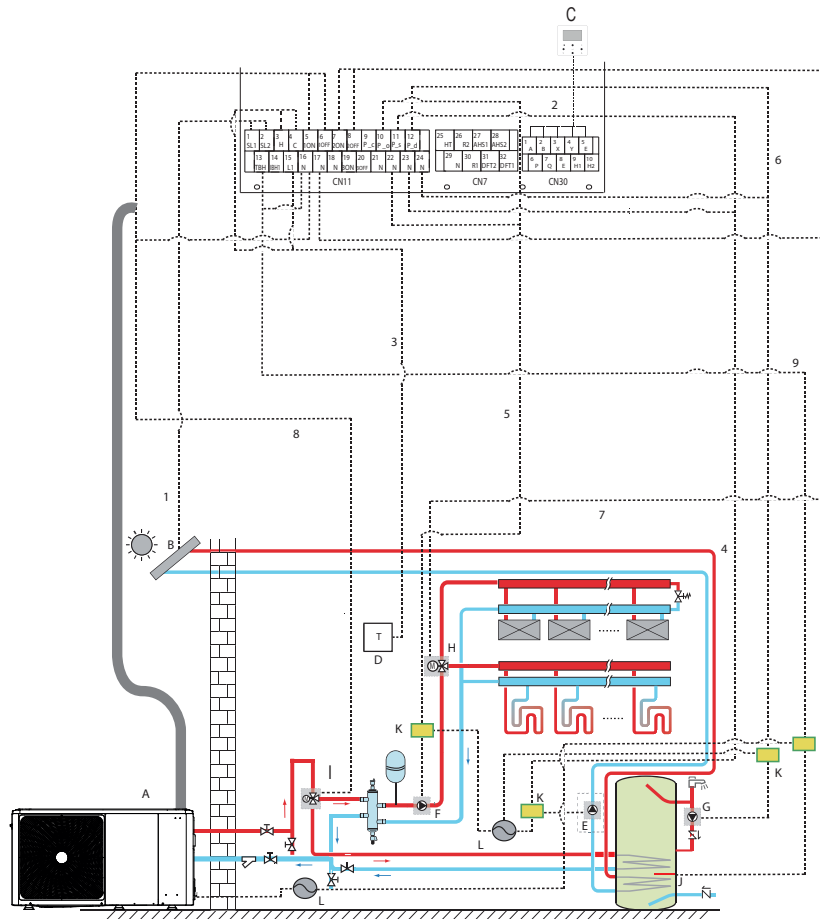 C
2
1 2 3 4 5 6 7 8 9 10 11 12
SL1 SL2 H C 1ON 1OFF 2ON 2OFF P_c P_o P_s P_d
13 14 15 16 17 18 19 20 21 22 23 24
TBH IBH1 L1 N N N 3ON 3OFF N N N N
CN11
25 26 27 28
HT R2 AHS1 AHS2
29 30 31 32
N R1 DFT2 DFT1
CN7
1 2 3 4 5
A B X Y E
6 7 8 9 10
P Q E H1 H2
CN30
6
3
9
5
8
1
7
4
B
T
D
H
M
K
I
K
K
A
F
E
G
L
J
L